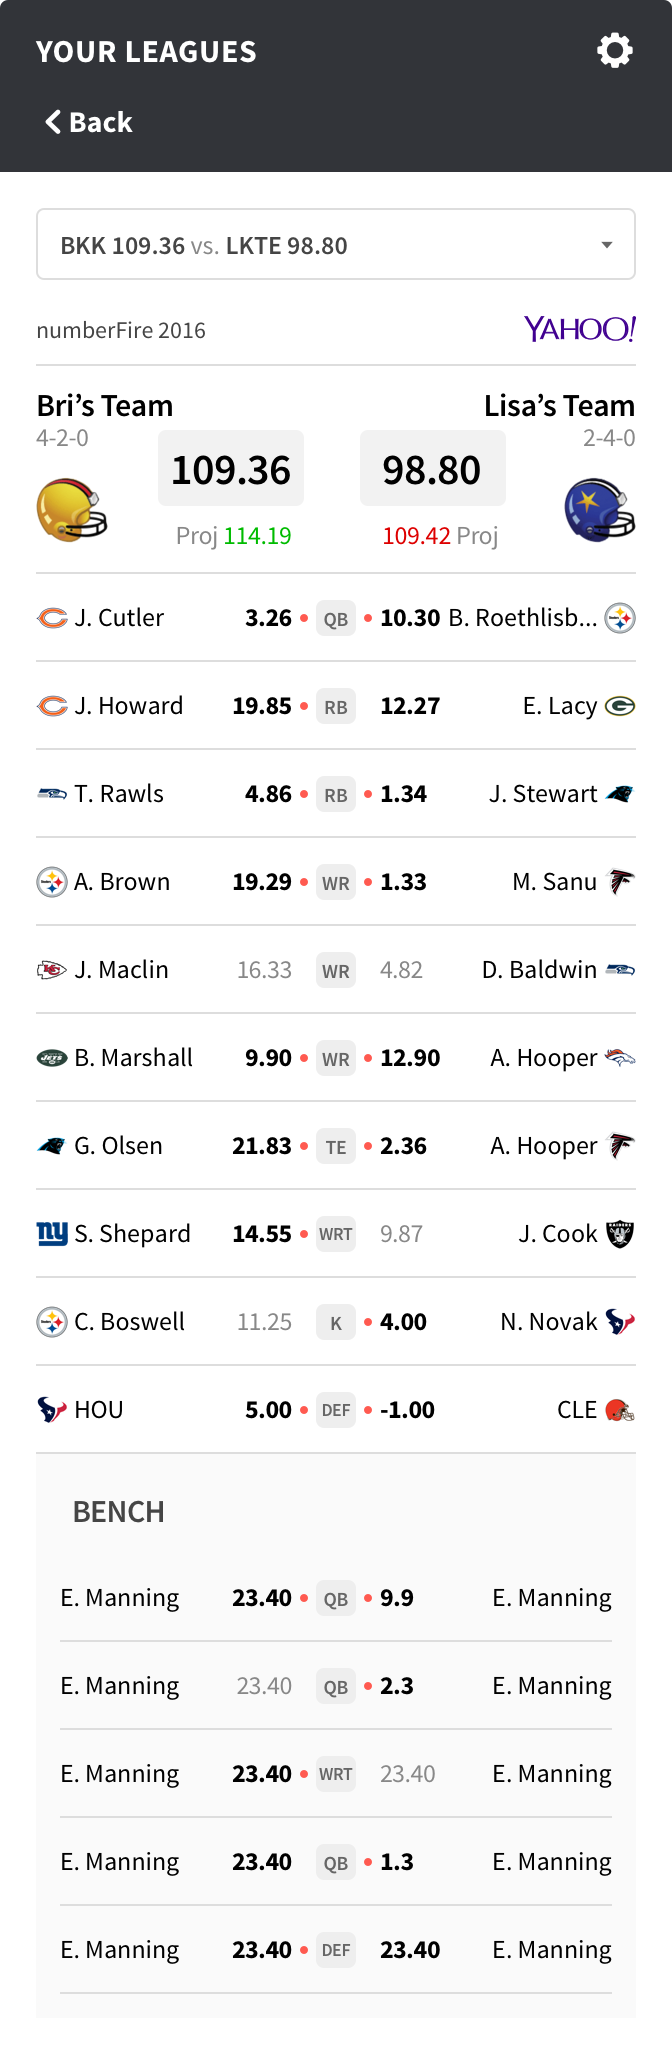 YOUR LEAGUES
Back
BKK 109.36 vs. LKTE 98.80
numberFire 2016 YAHOO!
Bri's Team Lisa's Team
4-2-0 2-4-0
109.36 98.80
Proj 114.19 109.42 Proj
J. Cutler 3.26 QB 10.30 B. Roethlisb...
J. Howard 19.85 RB 12.27 E. Lacy
T. Rawls 4.86 RB 1.34 J. Stewart
A. Brown 19.29 WR 1.33 M. Sanu
J. Maclin 16.33 WR 4.82 D. Baldwin
JETS B. Marshall 9.90 WR 12.90 A. Hooper
G. Olsen 21.83 TE 2.36 A. Hooper
ny S. Shepard 14.55 WRT 9.87 J. Cook RAIDERS
C. Boswell 11.25 K 4.00 N. Novak
HOU 5.00 DEF -1.00 CLE
BENCH
E. Manning 23.40 QB 9.9 E. Manning
E. Manning 23.40 QB 2.3 E. Manning
E. Manning 23.40 WRT 23.40 E. Manning
E. Manning 23.40 QB 1.3 E. Manning
E. Manning 23.40 DEF 23.40 E. Manning